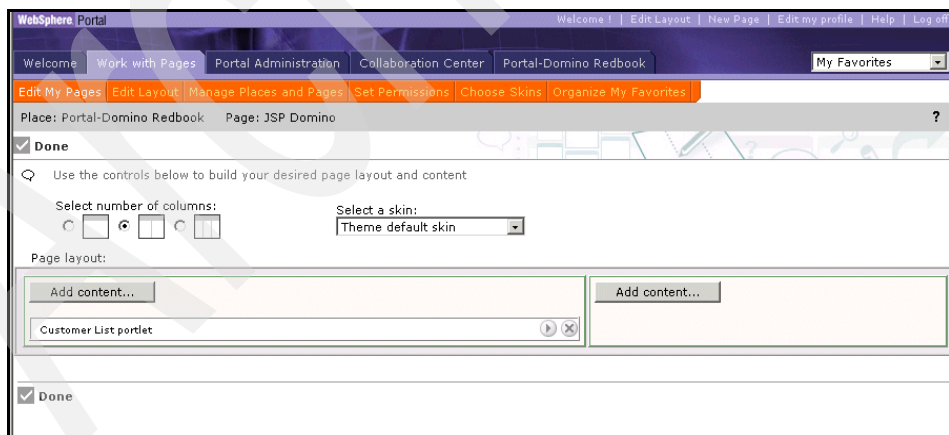 WebSphere Portal Welcome ! | Edit Layout | New Page | Edit my profile | Help | Log off
Welcome Work with Pages Portal Administration Collaboration Center Portal-Domino Redbook My Favorites
Edit My Pages Edit Layout Manage Places and Pages Set Permissions Choose Skins Organize My Favorites
Place: Portal-Domino Redbook Page: JSP Domino ?
Done
Use the controls below to build your desired page layout and content
Select number of columns: Select a skin:
Theme default skin
Page layout:
Add content... Add content...
Customer List portlet
Done